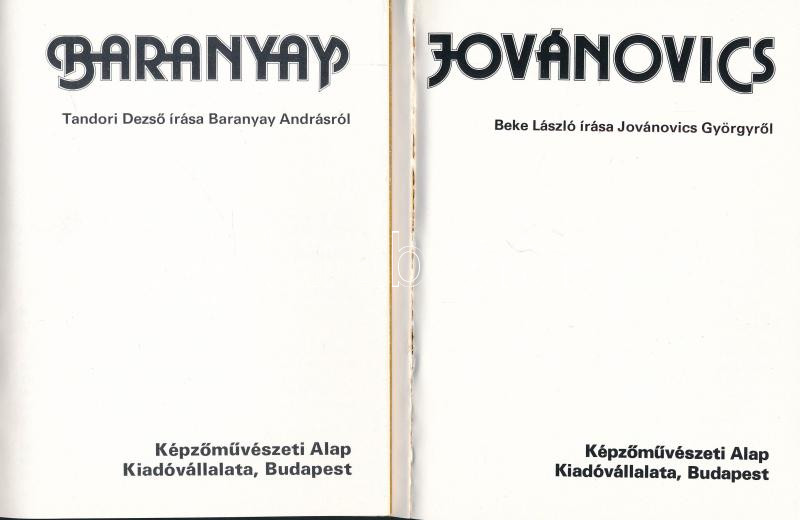 BARANYAY
Tandori Dezső írása Baranyay Andrásról
Képzőművészeti Alap
Kiadóvállalata, Budapest
JOVÁNOVICS
Beke László írása Jovánovics Györgyről
Képzőművészeti Alap
Kiadóvállalata, Budapest
b